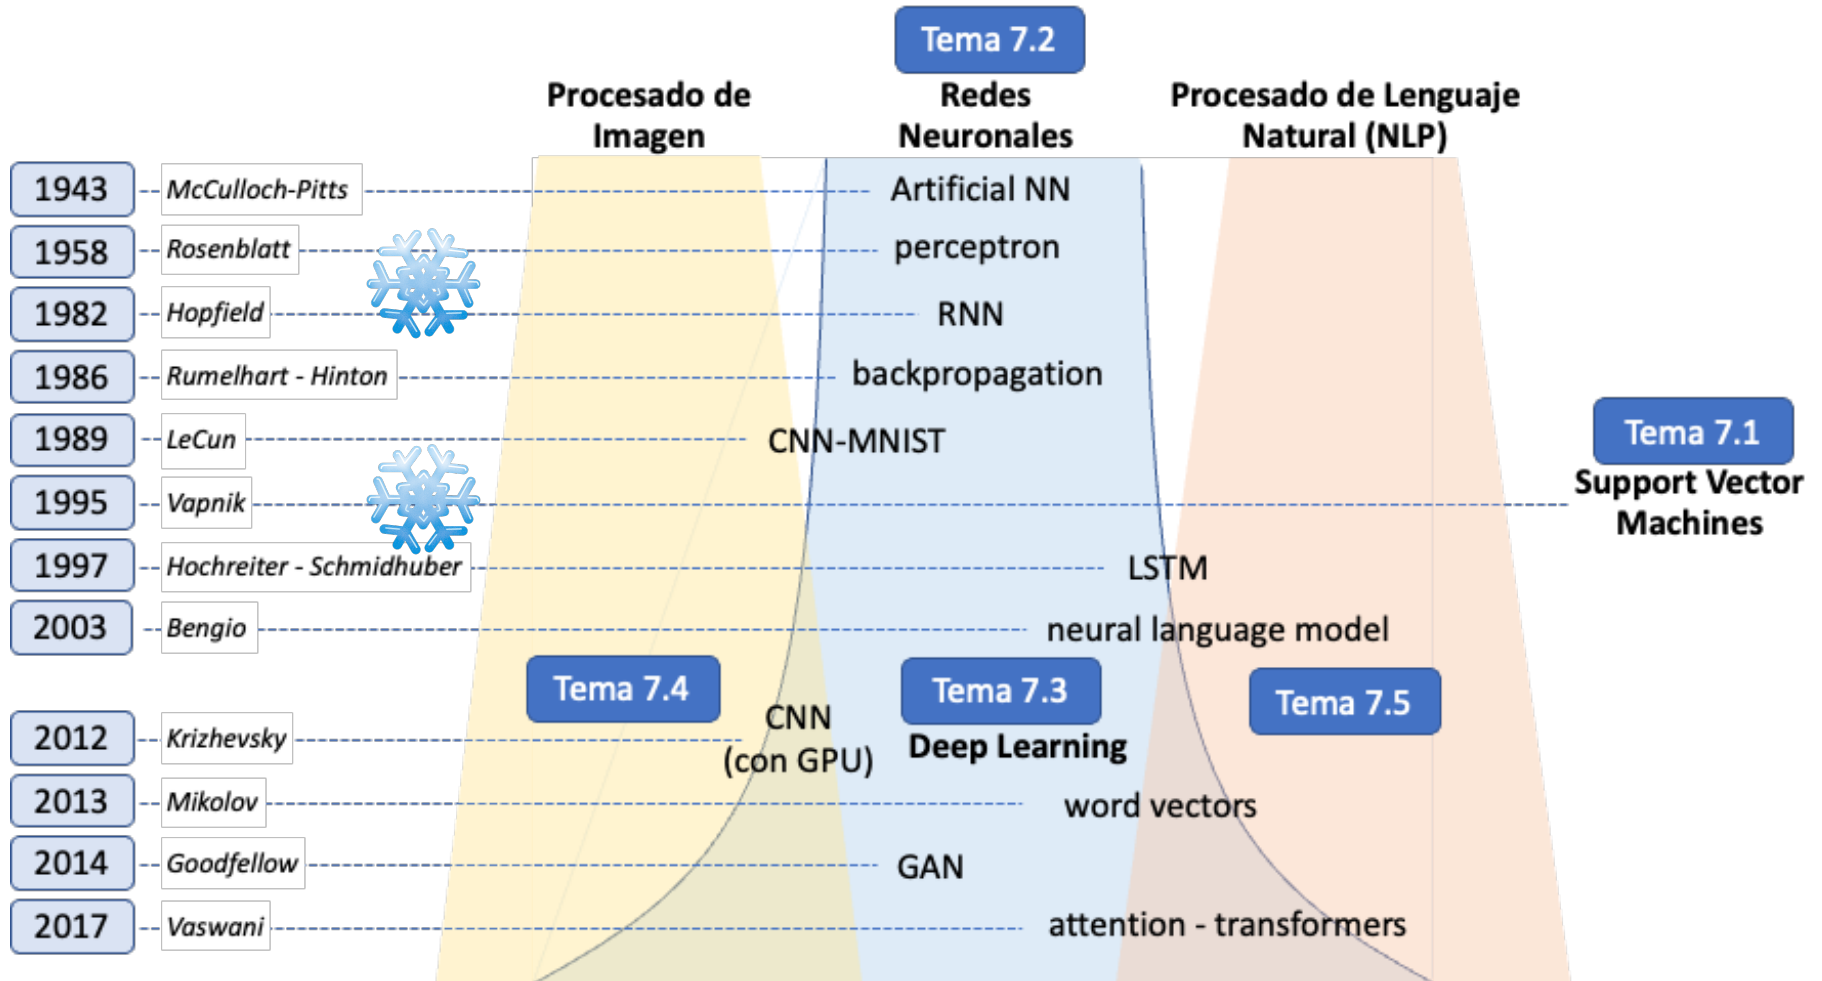 Tema 7.2
Procesado de
Imagen
Redes
Neuronales
Procesado de Lenguaje
Natural (NLP)
1943 McCulloch-Pitts Artificial NN
1958 Rosenblatt perceptron
1982 Hopfield RNN
1986 Rumelhart - Hinton backpropagation
1989 LeCun CNN-MNIST
Tema 7.1
1995 Vapnik Support Vector
Machines
1997 Hochreiter - Schmidhuber LSTM
2003 Bengio neural language model
Tema 7.4
Tema 7.3
Tema 7.5
Deep Learning
2012 Krizhevsky CNN
(con GPU)
2013 Mikolov word vectors
2014 Goodfellow GAN
2017 Vaswani attention - transformers